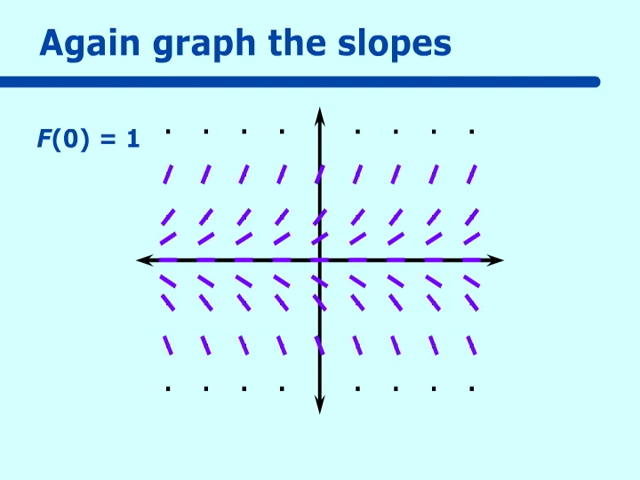 Again graph the slopes
F(0) = 1